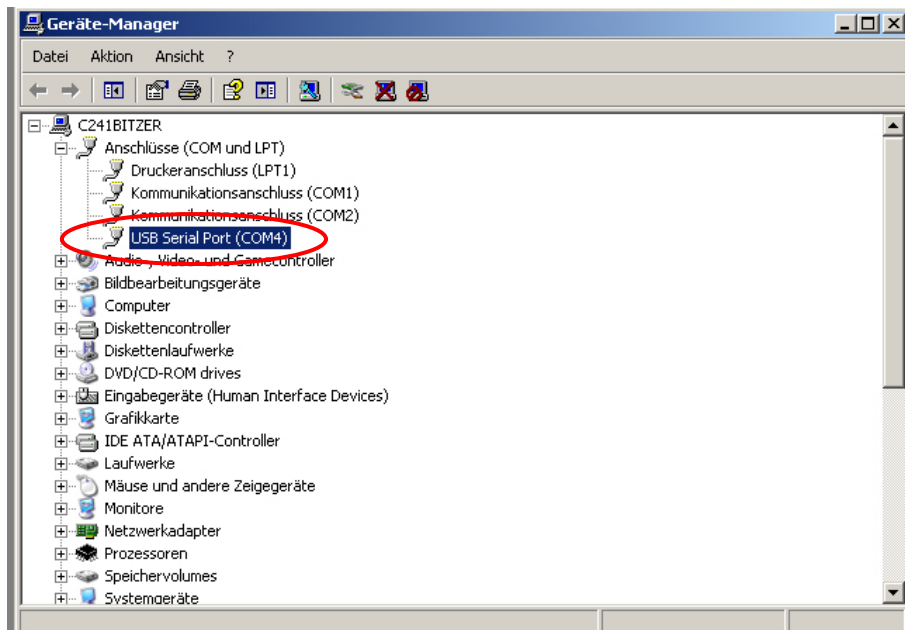 Geräte-Manager
Datei Aktion Ansicht ?
C241BITZER
Anschlüsse (COM und LPT)
Druckeranschluss (LPT1)
Kommunikationsanschluss (COM1)
Kommunikationsanschluss (COM2)
USB Serial Port (COM4)
Audio-, Video- und Gamecontroller
Bildbearbeitungsgeräte
Computer
Diskettencontroller
Diskettenlaufwerke
DVD/CD-ROM drives
Eingabegeräte (Human Interface Devices)
Grafikkarte
IDE ATA/ATAPI-Controller
Laufwerke
Mäuse und andere Zeigegeräte
Monitore
Netzwerkadapter
Prozessoren
Speichervolumes
Systemgeräte